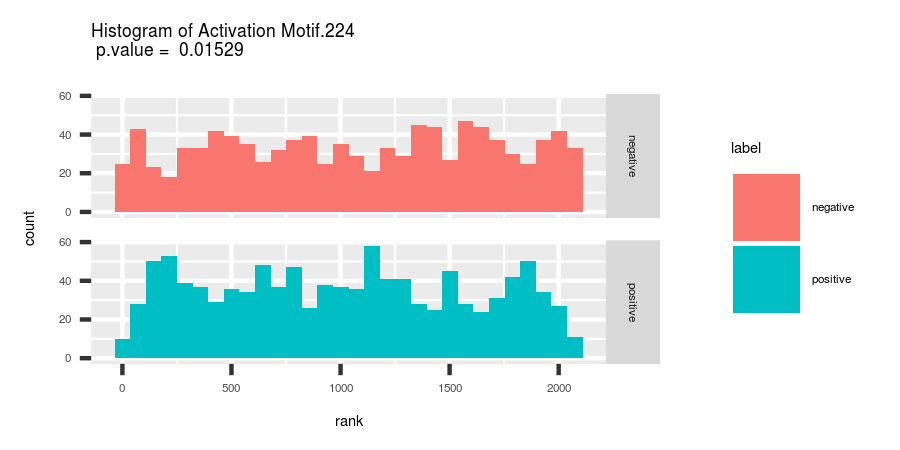 Histogram of Activation Motif.224
p.value =  0.01529
60
40
20
0
negative
count
60
40
20
0
positive
0
500
1000
1500
2000
rank
label
negative
positive